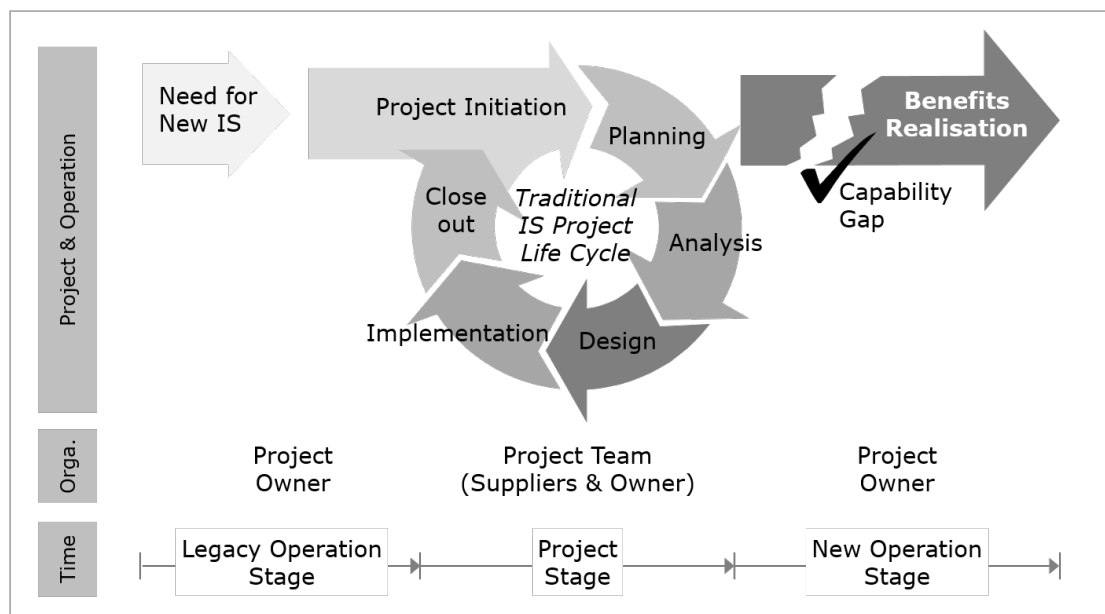 Project & Operation
Need for
New IS
Project Initiation
Planning
Benefits
Realisation
Close
out
Traditional
IS Project
Life Cycle
Capability
Gap
Analysis
Implementation
Design
Orga.
Project
Owner
Project Team
(Suppliers & Owner)
Project
Owner
Time
Legacy Operation
Stage
Project
Stage
New Operation
Stage